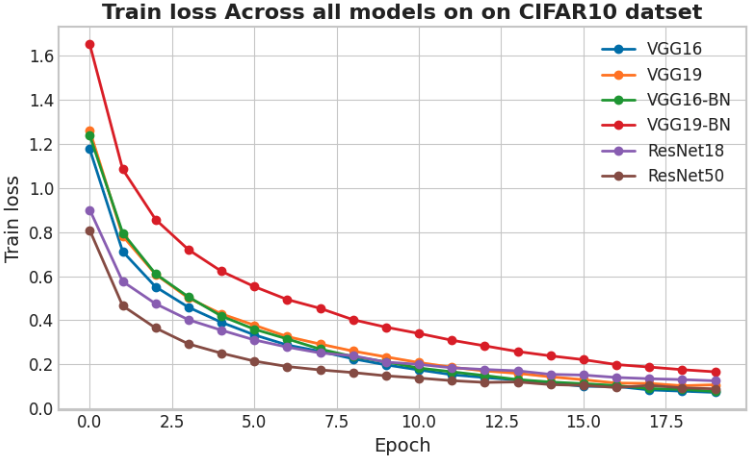 Train loss Across all models on on CIFAR10 datset
1.6
1.4
1.2
1.0
0.8
0.6
0.4
0.2
0.0
Train loss
VGG16
VGG19
VGG16-BN
VGG19-BN
ResNet18
ResNet50
0.0 2.5 5.0 7.5 10.0 12.5 15.0 17.5
Epoch